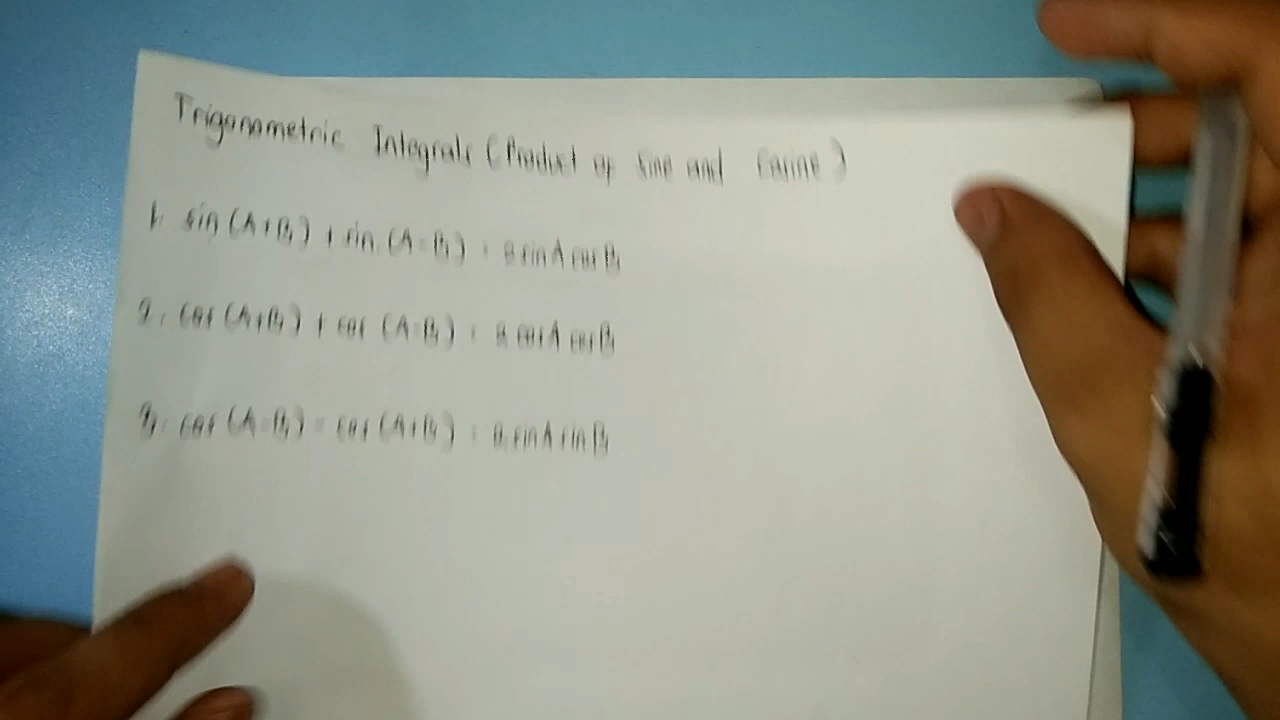 Trigonometric Integrals (Product of Sine and Cosine)
1. sin (A+B) + sin (A-B) = 2 sin A cos B
2. cos (A+B) + cos (A-B) = 2 cos A cos B
3. cos (A-B) - cos (A+B) = 2 sin A sin B